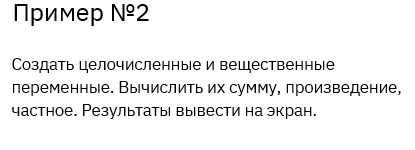 Пример №2
Создать целочисленные и вещественные
переменные. Вычислить их сумму, произведение,
частное. Результаты вывести на экран.